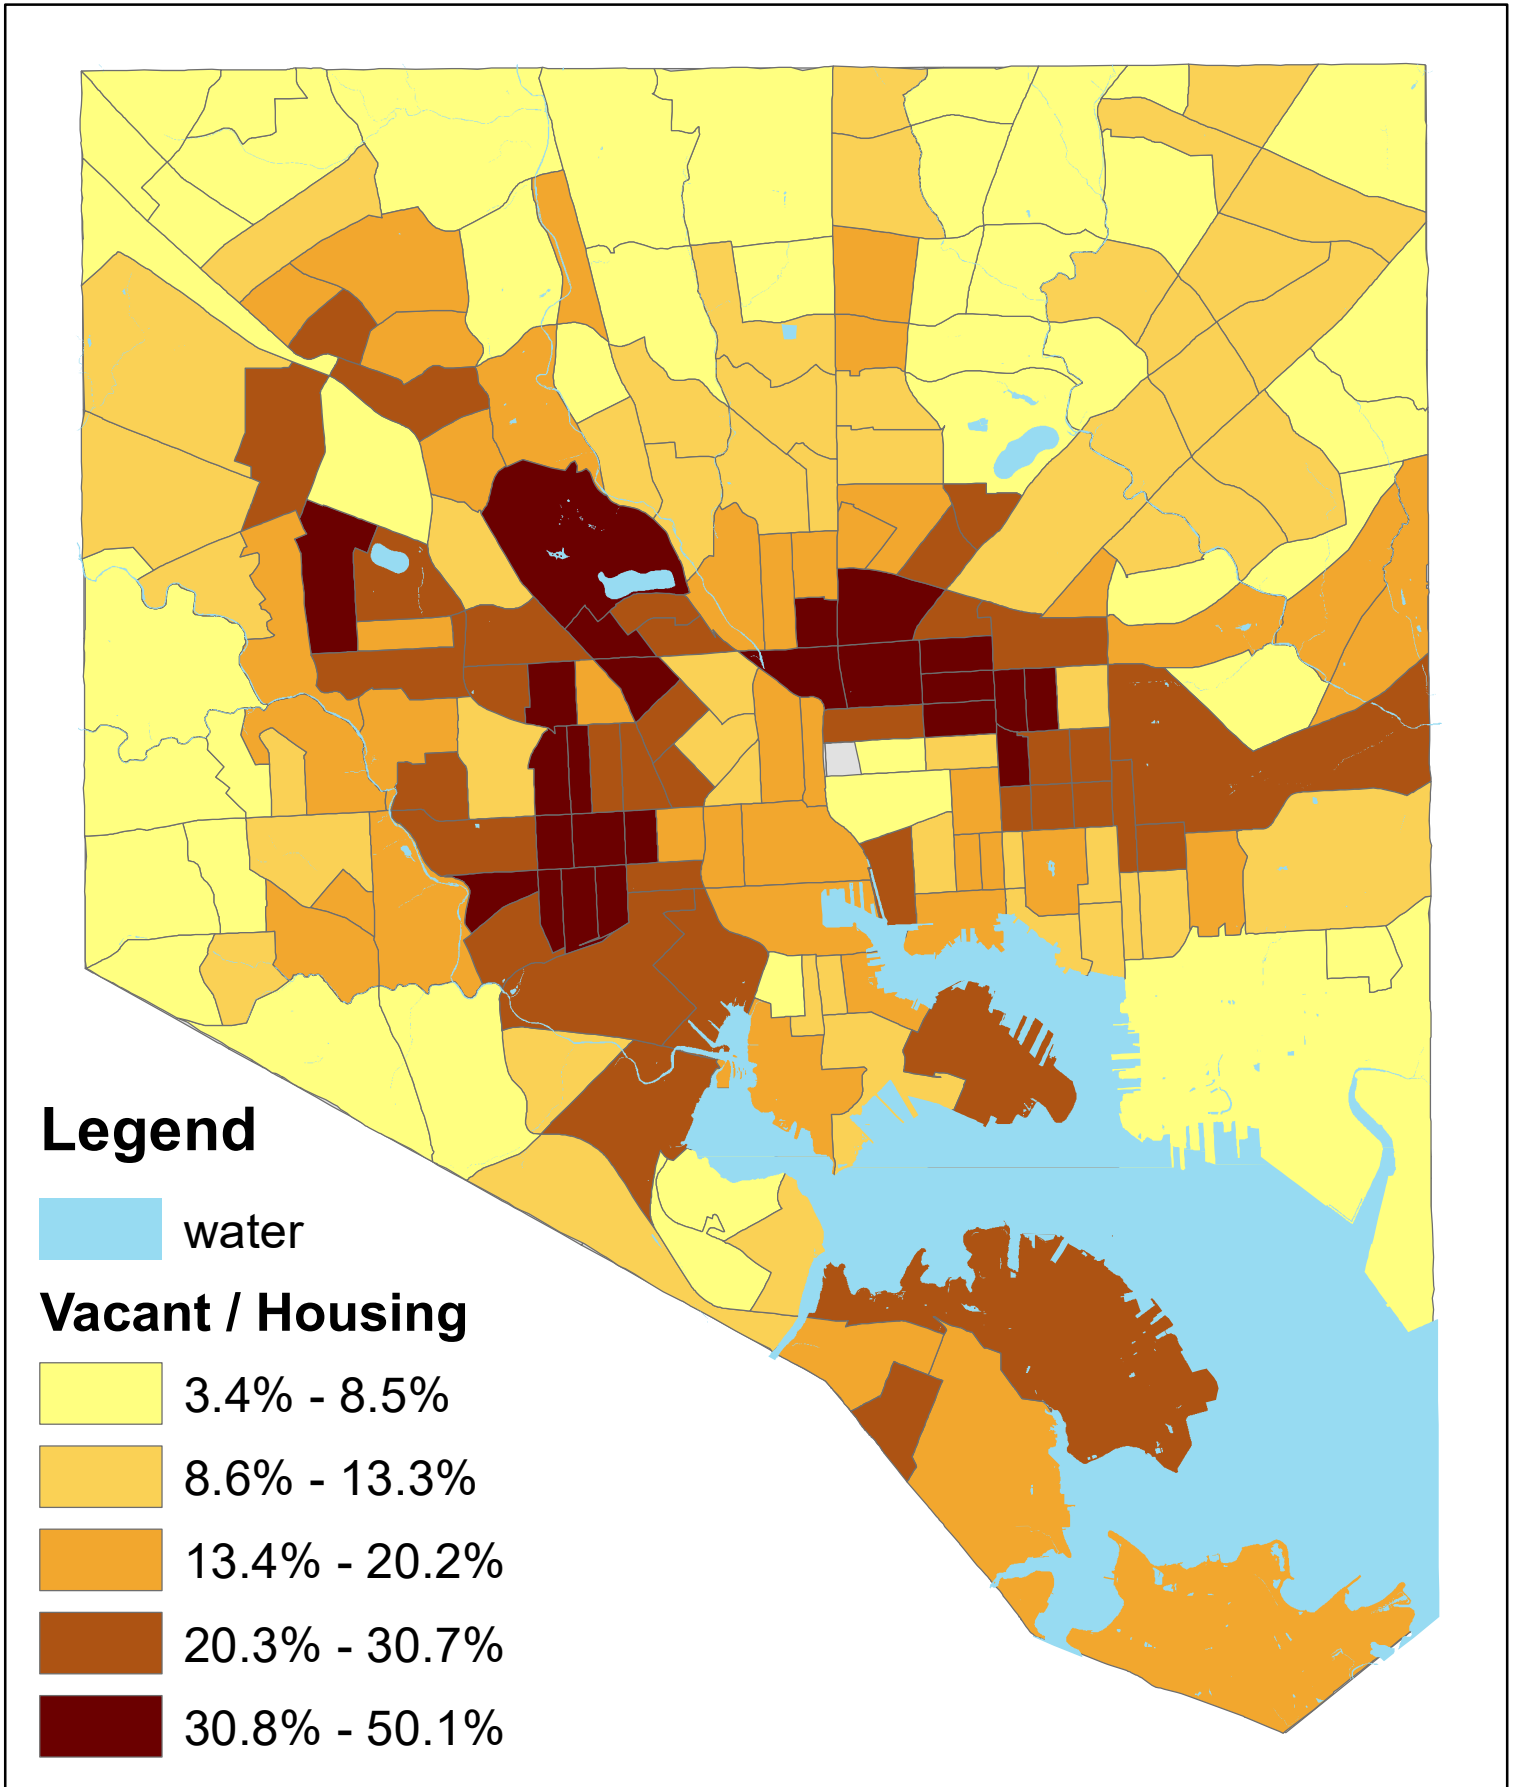 Legend
water
Vacant / Housing
3.4% - 8.5%
8.6% - 13.3%
13.4% - 20.2%
20.3% - 30.7%
30.8% - 50.1%